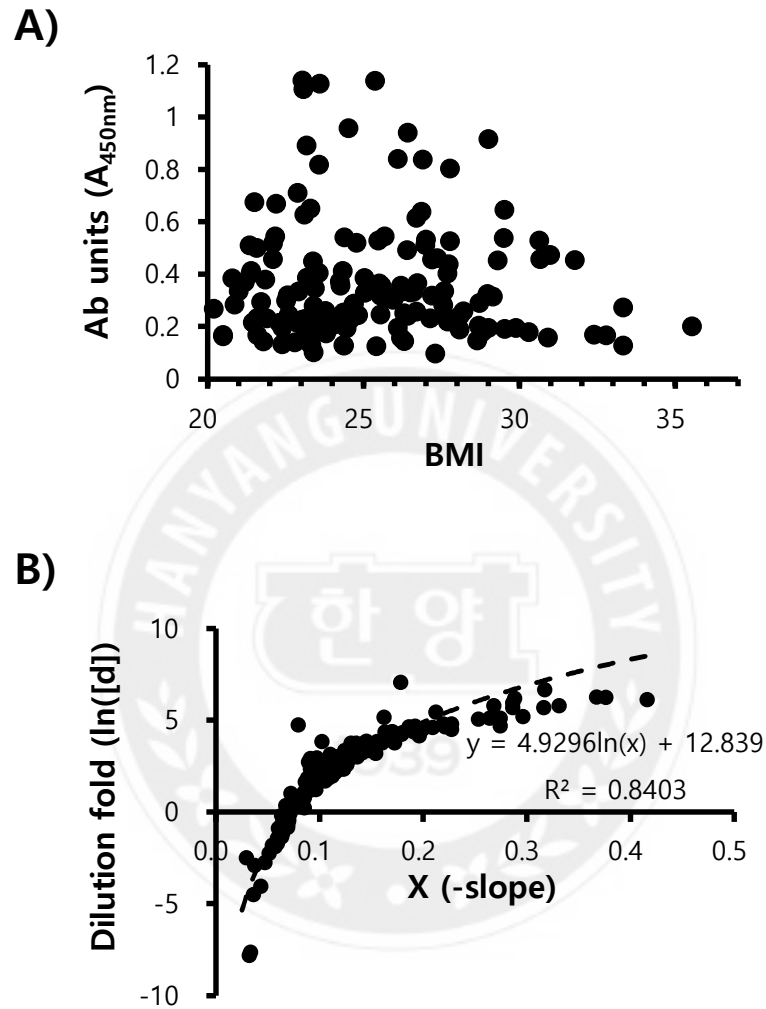 A)
1.2
1
0.8
0.6
0.4
0.2
0
Ab units (A450nm)
20
25
30
35
BMI
HANYANG UNIVERSITY
한양
1939
B)
10
5
0
-5
-10
Dilution fold (ln([d])
y = 4.9296ln(x) + 12.839
R² = 0.8403
0.0
0.1
0.2
0.3
0.4
0.5
X (-slope)